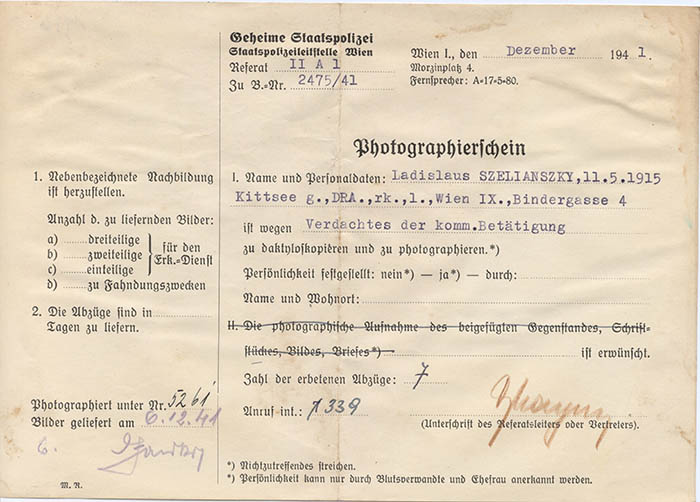 Geheime Staatspolizei
Staatspolizeileitstelle Wien
Referat II A 1
Zu B.-Nr. 2475/41
Wien I., den Dezember 1941.
Morzinplatz 4.
Fernsprecher: A=17=5=80.
Photographierschein
1. Nebenbezeichnete Nachbildung
ist herzustellen.
Anzahl d. zu liefernden Bilder:
a) dreiteilige
b) zweiteilige
c) einteilige
für den
Erk.=Dienst
d) zu Fahndungszwecken
2. Die Abzüge sind in
Tagen zu liefern.
Photographiert unter Nr. 5261
Bilder geliefert am 6.12.41
6.
M. R.
I. Name und Personaldaten: Ladislaus SZELIANSZKY,11.5.1915
Kittsee g.,DRA.,rk.,l.,Wien IX.,Bindergasse 4
ist wegen Verdachtes der komm.Betätigung
zu daktyloskopieren und zu photographieren.*)
Persönlichkeit festgestellt: nein*) — ja*) — durch:
Name und Wohnort:
II. Die photographische Aufnahme des beigefügten Gegenstandes, Schrift=
stückes, Bildes, Briefes*) — ist erwünscht.
Zahl der erbetenen Abzüge: 7
Anruf int.: 1339
(Unterschrift des Referatsleiters oder Vertreters).
*) Nichtzutreffendes streichen.
*) Persönlichkeit kann nur durch Blutsverwandte und Ehefrau anerkannt werden.